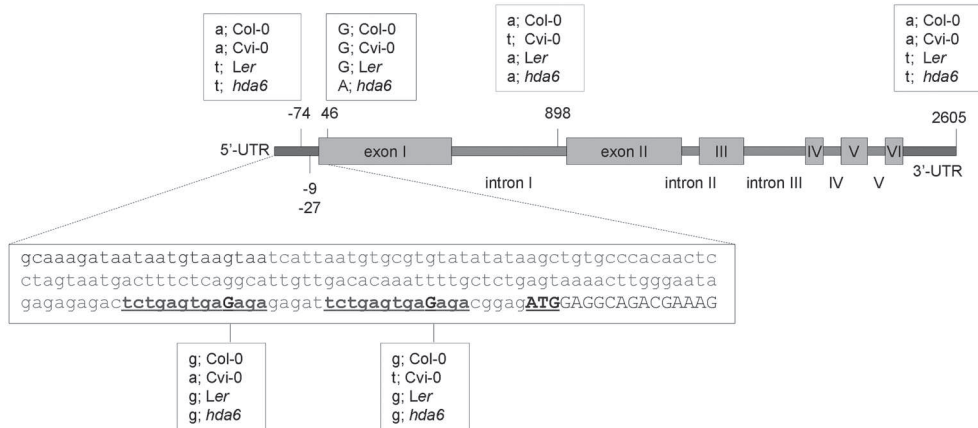 a; Col-0
a; Cvi-0
t; Ler
t; hda6
G; Col-0
G; Cvi-0
G; Ler
A; hda6
a; Col-0
t; Cvi-0
a; Ler
a; hda6
a; Col-0
a; Cvi-0
t; Ler
t; hda6
-74 46 898 2605
5'-UTR exon I exon II III IV V VI
3'-UTR
-9 intron I intron II intron III IV V
-27
gcaaagataataatgtaagtaatcattaatgtgcgtgtatatataagctgtgcccacaactc
ctagtaatgactttctcaggcattgttgacacaaattttgctctgagtaaaacttgggaata
gagagagactctgagtgaGagagagattctgagtgaGagacggagATGGAGGCAGACGAAAG
g; Col-0
a; Cvi-0
g; Ler
g; hda6
g; Col-0
t; Cvi-0
g; Ler
g; hda6